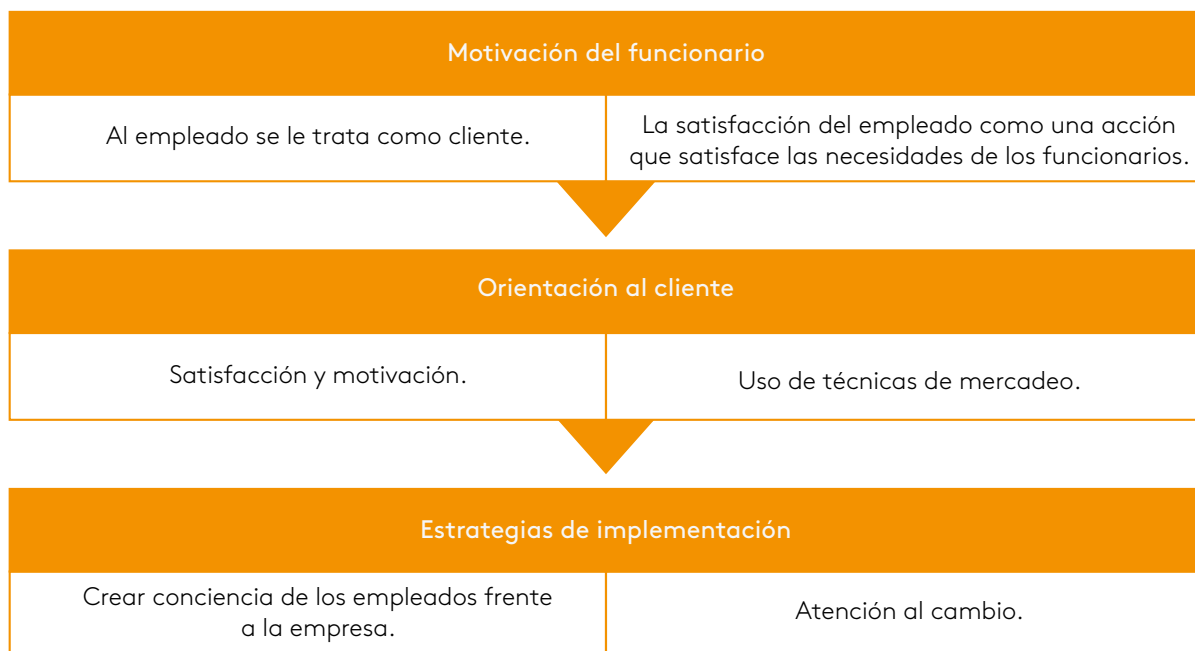 Motivación del funcionario
Al empleado se le trata como cliente.
La satisfacción del empleado como una acción
que satisface las necesidades de los funcionarios.
Orientación al cliente
Satisfacción y motivación.
Uso de técnicas de mercadeo.
Estrategias de implementación
Crear conciencia de los empleados frente
a la empresa.
Atención al cambio.